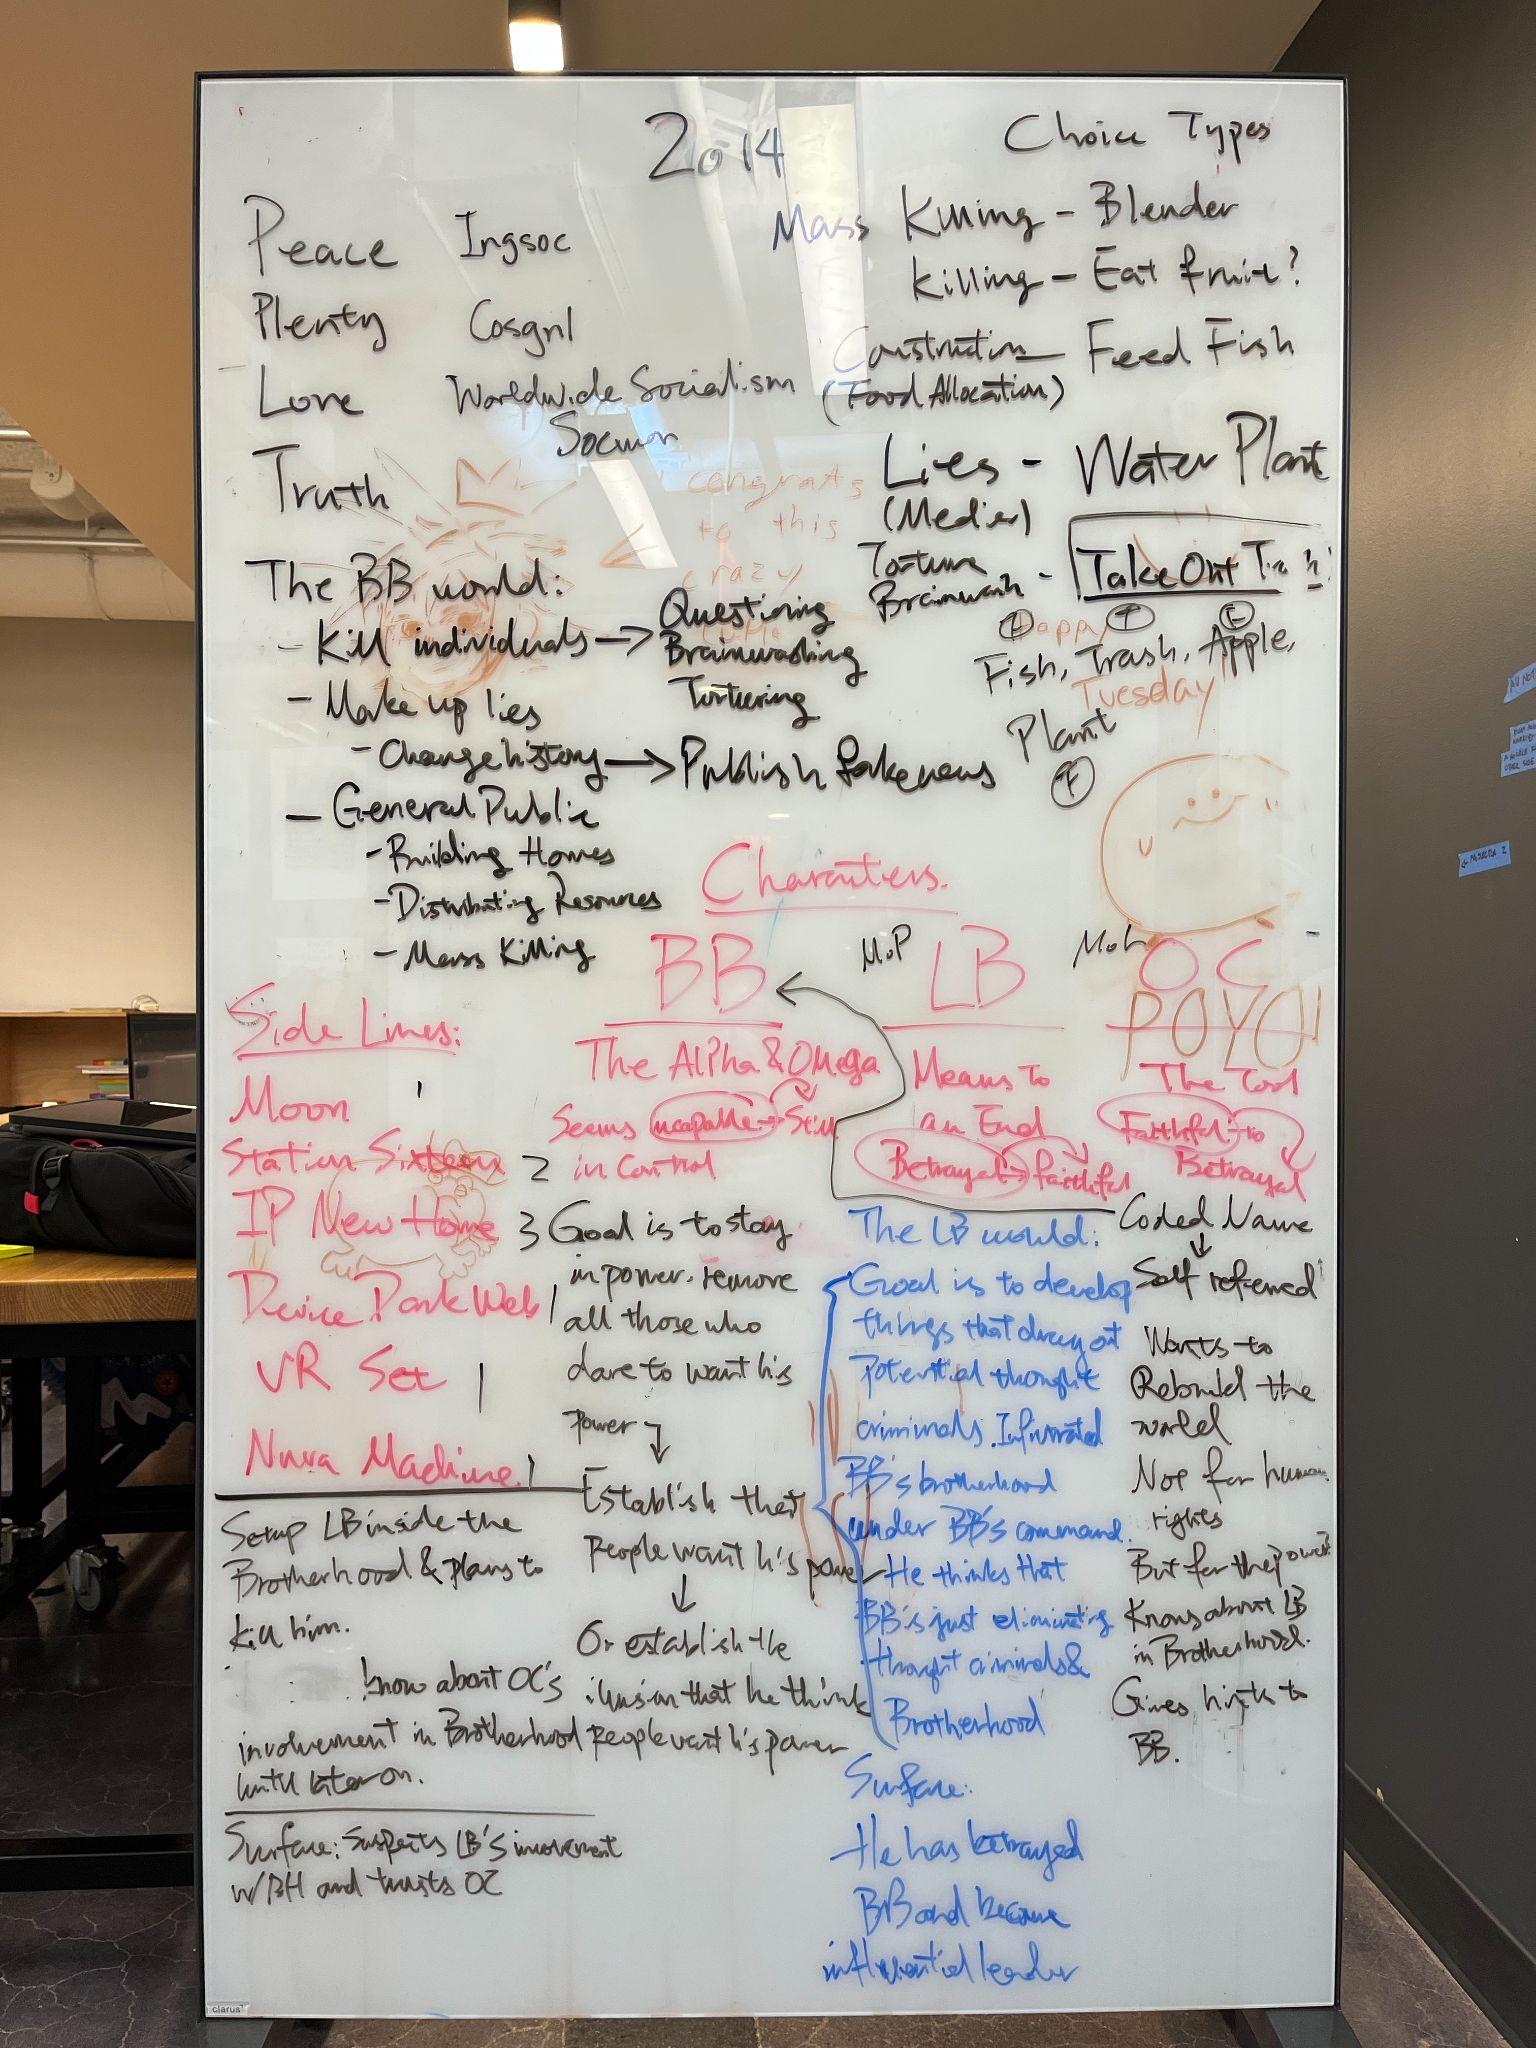 2014
Choice Types
Peace Ingsoc
Plenty Cosgnl
Love Worldwide Socialism
Socwor
Truth
Mass Killing - Blender
Killing - Eat fruit?
Construction - Feed Fish
(Food Allocation)
Lies - Water Plant
(Media)
Torture
Brainwash - Take Out Trash
congrats
to this
crazy
Happy
Tuesday
Fish, Trash, Apple,
Plant
The BB world:
- Kill individuals → Questioning
Brainwashing
Torturing
- Make up lies
- Change history → Publish fake news
- General Public
- Building Homes
- Distributing Resources
- Mass Killing
Characters.
Side Lines:
Moon 1
Station Sixteen 2
IP New Home 3
Device Dark Web 1
VR Set 1
Nuva Machine 1
Setup LB inside the
Brotherhood & plans to
kill him.
know about OC's
involvement in Brotherhood
until later on.
Surface: suspects LB's involvement
w/ BH and trusts OC
BB
The Alpha & Omega
Seems incapable → Still
in Control
Goal is to stay
in power. remove
all those who
dare to want his
power
Establish that
People want his power
Or establish the
illusion that he think
People want his power
MoP LB
Means To
an End
Betrayal → faithful
The LB world:
Goal is to develop
things that draw out
potential thought
criminals. Infiltrated
BB's brotherhood
under BB's command.
- He thinks that
BB is just eliminating
thought criminals &
Brotherhood
Surface:
He has betrayed
BB and became
influential leader
MoL OC
POYO!
The Tool
Faithful → to
Betrayal
Coded Name
Self referred
Wants to
Rebuild the
world
Not for human
rights
But for the power
Knows about LB
in Brotherhood.
Gives hints to
BB.
clarus